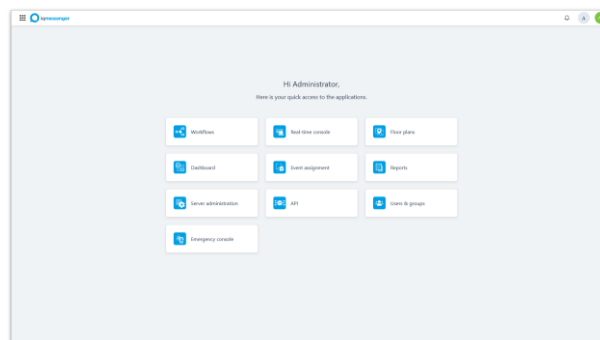 iqmessenger
A
Hi Administrator,
Here is your quick access to the applications.
Workflows
Real-time console
Floor plans
Dashboard
Event assignment
Reports
Server administration
API
Users & groups
Emergency console